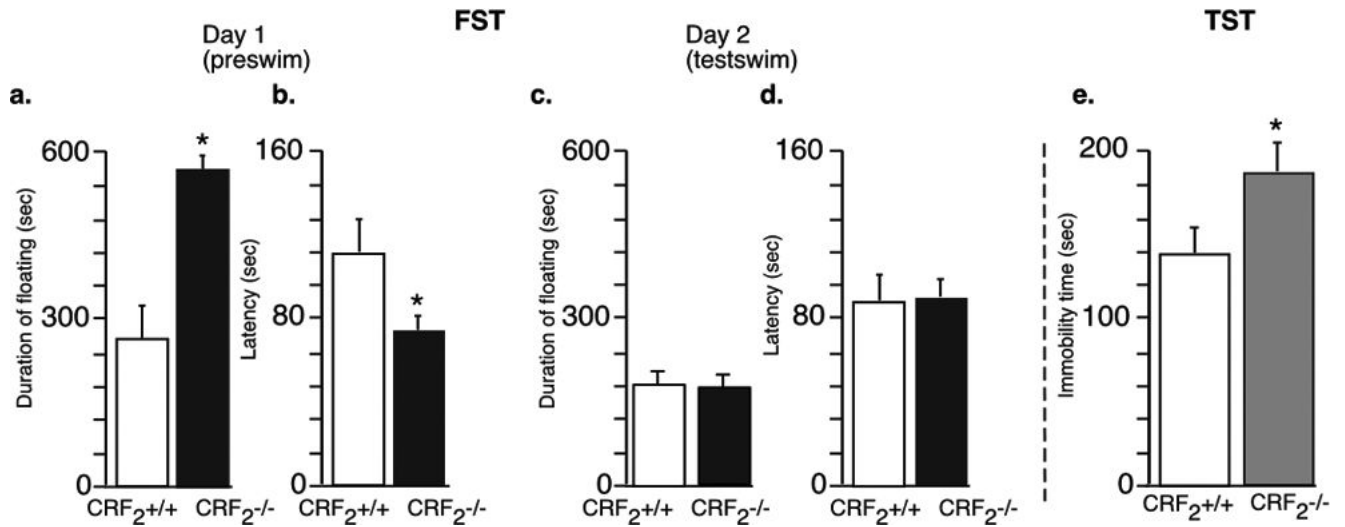 FST
TST
Day 1
(preswim)
Day 2
(testswim)
a.
Duration of floating (sec)
600
300
0
*
CRF2+/+ CRF2-/-
b.
Latency (sec)
160
80
0
*
CRF2+/+ CRF2-/-
c.
Duration of floating (sec)
600
300
0
CRF2+/+ CRF2-/-
d.
Latency (sec)
160
80
0
CRF2+/+ CRF2-/-
e.
Immobility time (sec)
200
100
0
*
CRF2+/+ CRF2-/-